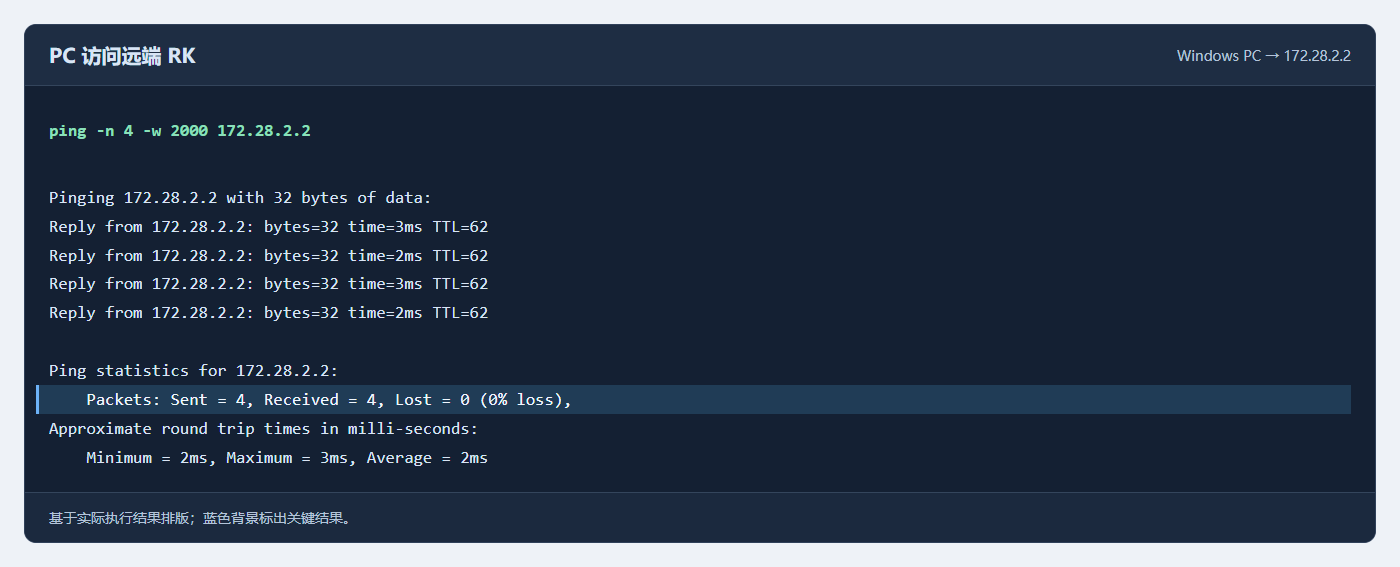 PC 访问远端 RK
Windows PC → 172.28.2.2
ping -n 4 -w 2000 172.28.2.2
Pinging 172.28.2.2 with 32 bytes of data:
Reply from 172.28.2.2: bytes=32 time=3ms TTL=62
Reply from 172.28.2.2: bytes=32 time=2ms TTL=62
Reply from 172.28.2.2: bytes=32 time=3ms TTL=62
Reply from 172.28.2.2: bytes=32 time=2ms TTL=62
Ping statistics for 172.28.2.2:
    Packets: Sent = 4, Received = 4, Lost = 0 (0% loss),
Approximate round trip times in milli-seconds:
    Minimum = 2ms, Maximum = 3ms, Average = 2ms
基于实际执行结果排版；蓝色背景标出关键结果。